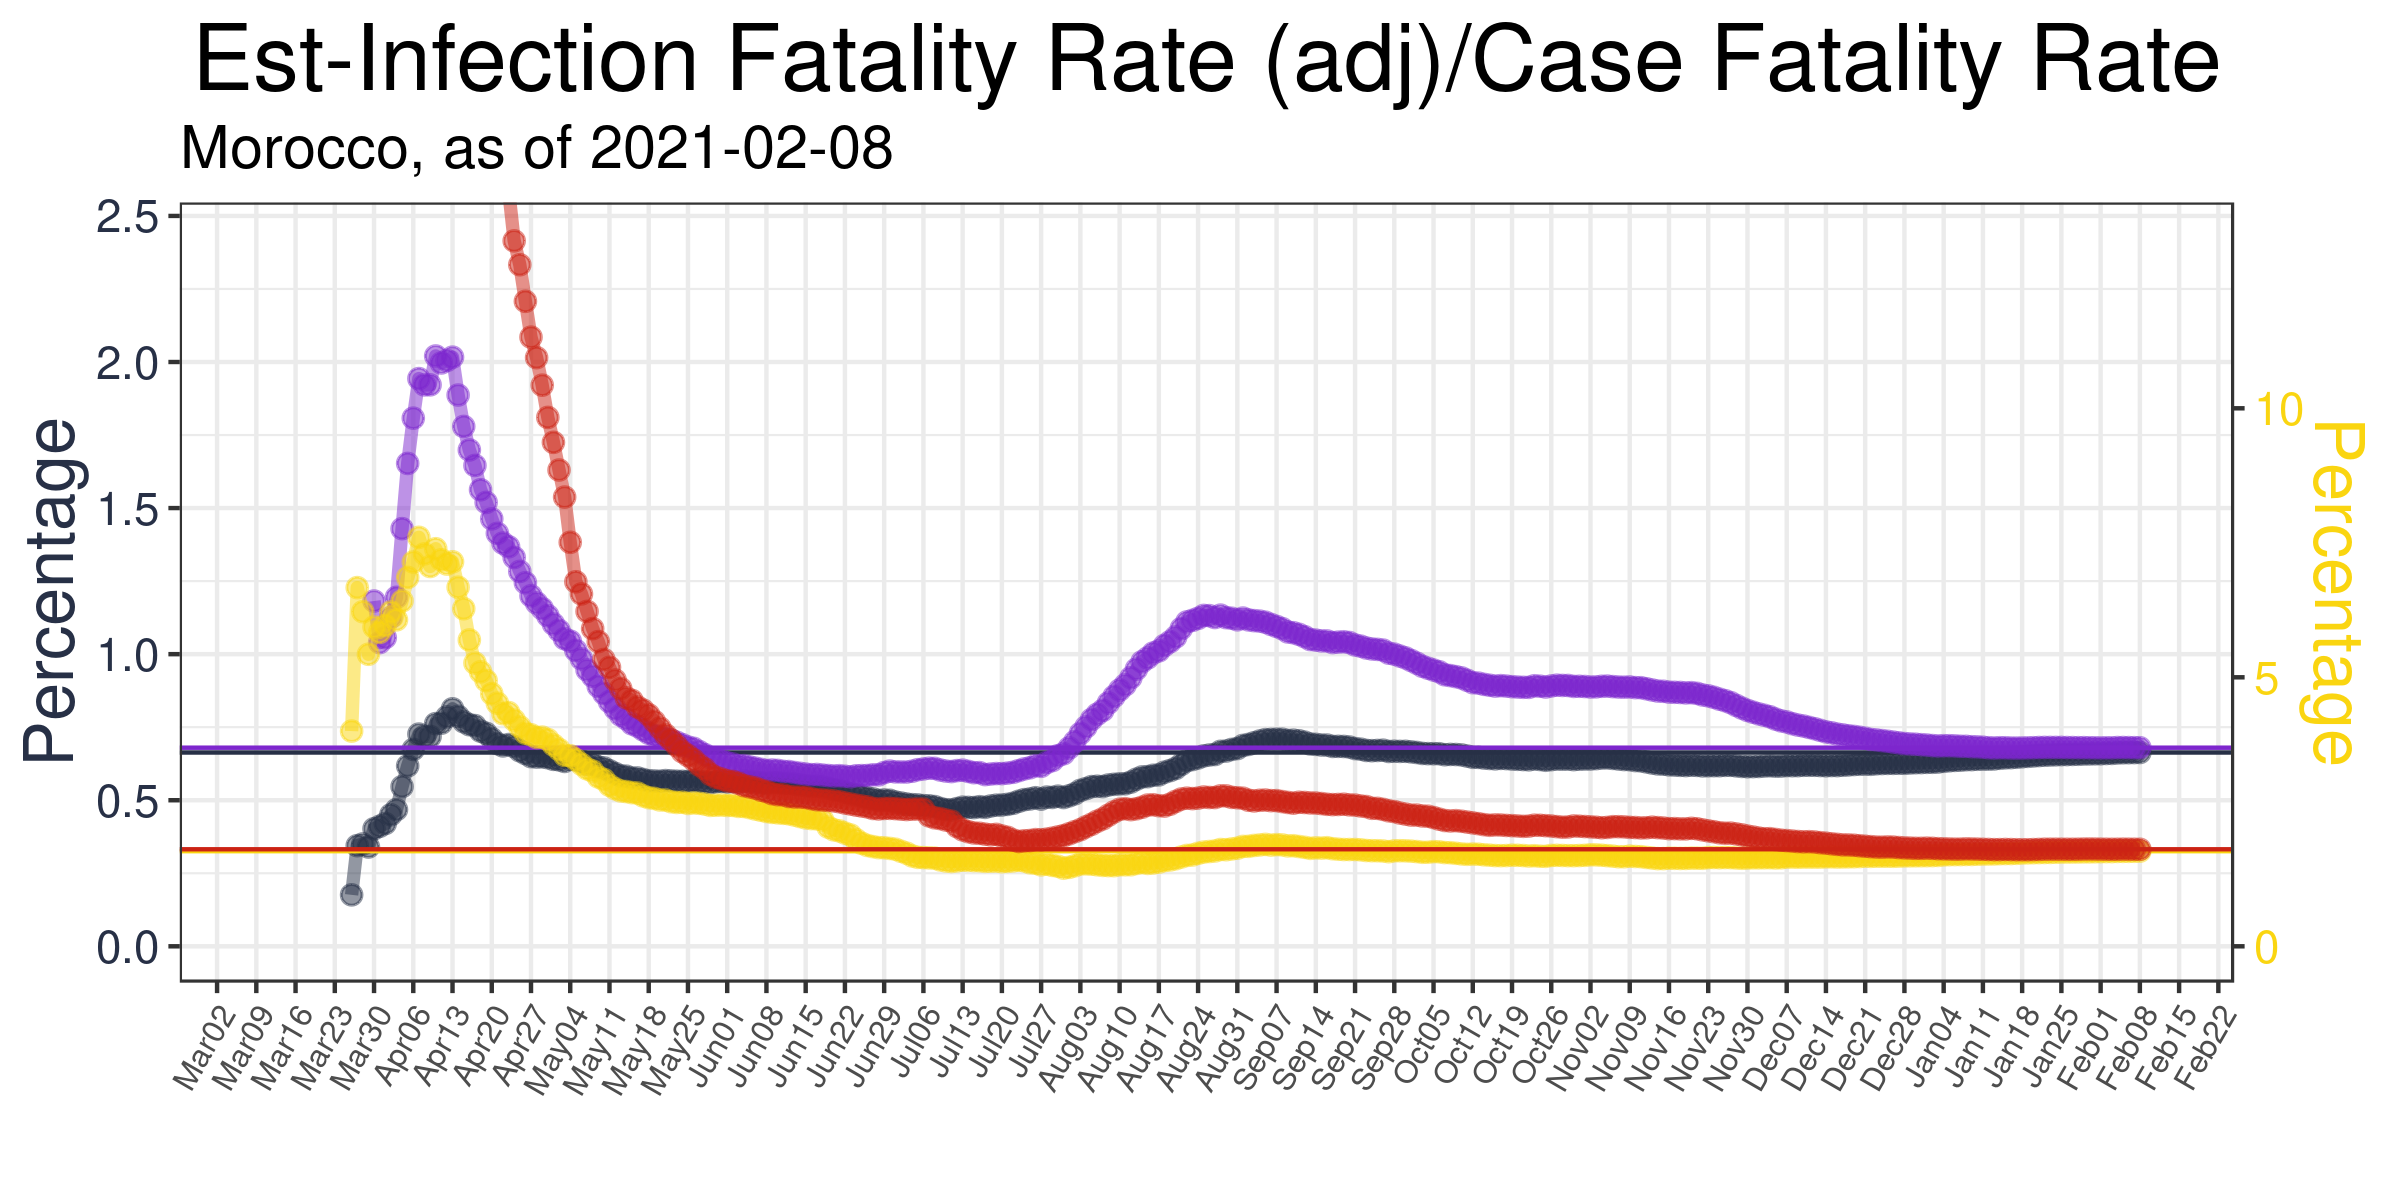 Est-Infection Fatality Rate (adj)/Case Fatality Rate
Morocco, as of 2021-02-08
Percentage
2.5
2.0
1.5
1.0
0.5
0.0
10
5
0
Percentage
Mar02 Mar09 Mar16 Mar23 Mar30 Apr06 Apr13 Apr20 Apr27 May04 May11 May18 May25 Jun01 Jun08 Jun15 Jun22 Jun29 Jul06 Jul13 Jul20 Jul27 Aug03 Aug10 Aug17 Aug24 Aug31 Sep07 Sep14 Sep21 Sep28 Oct05 Oct12 Oct19 Oct26 Nov02 Nov09 Nov16 Nov23 Nov30 Dec07 Dec14 Dec21 Dec28 Jan04 Jan11 Jan18 Jan25 Feb01 Feb08 Feb15 Feb22